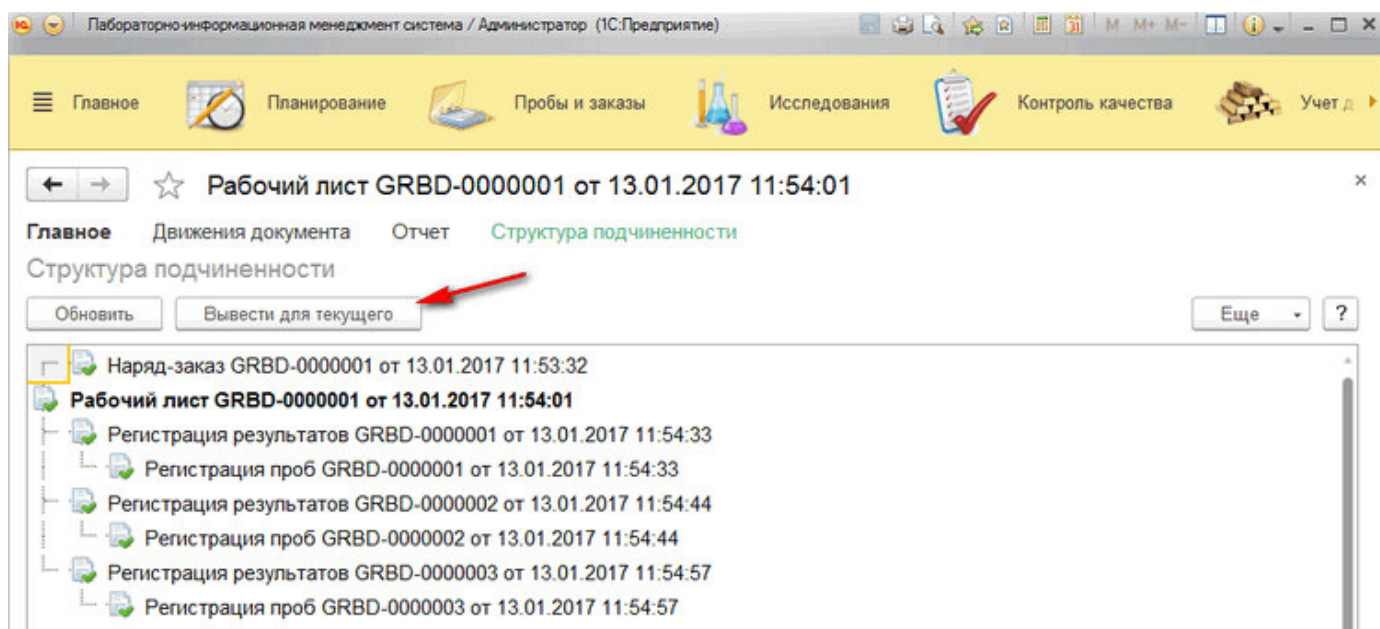 Лабораторно-информационная менеджмент система / Администратор (1С:Предприятие)
M M+ M-
Главное Планирование Пробы и заказы Исследования Контроль качества Учет д
Рабочий лист GRBD-0000001 от 13.01.2017 11:54:01
Главное Движения документа Отчет Структура подчиненности
Структура подчиненности
Обновить Вывести для текущего Еще ?
Наряд-заказ GRBD-0000001 от 13.01.2017 11:53:32
Рабочий лист GRBD-0000001 от 13.01.2017 11:54:01
Регистрация результатов GRBD-0000001 от 13.01.2017 11:54:33
Регистрация проб GRBD-0000001 от 13.01.2017 11:54:33
Регистрация результатов GRBD-0000002 от 13.01.2017 11:54:44
Регистрация проб GRBD-0000002 от 13.01.2017 11:54:44
Регистрация результатов GRBD-0000003 от 13.01.2017 11:54:57
Регистрация проб GRBD-0000003 от 13.01.2017 11:54:57